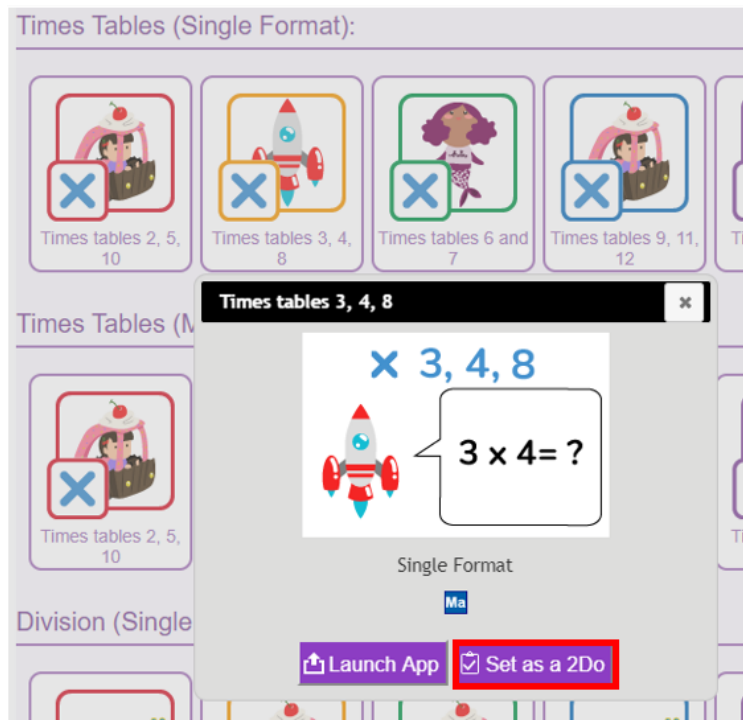 Times Tables (Single Format):
Times tables 2, 5,
10
Times tables 3, 4,
8
Times tables 6 and
7
Times tables 9, 11,
12
Times Tables (
Times tables 3, 4, 8
× 3, 4, 8
3 x 4= ?
Times tables 2, 5,
10
Single Format
Ma
Division (Single
Launch App
Set as a 2Do